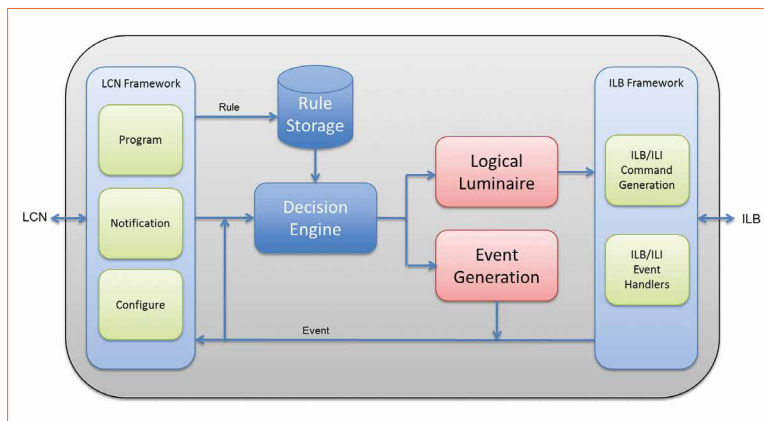 LCN Framework
Program
Notification
Configure
LCN
Rule
Rule
Storage
Decision
Engine
Logical
Luminaire
Event
Generation
Event
ILB Framework
ILB/ILI
Command
Generation
ILB/ILI
Event
Handlers
ILB